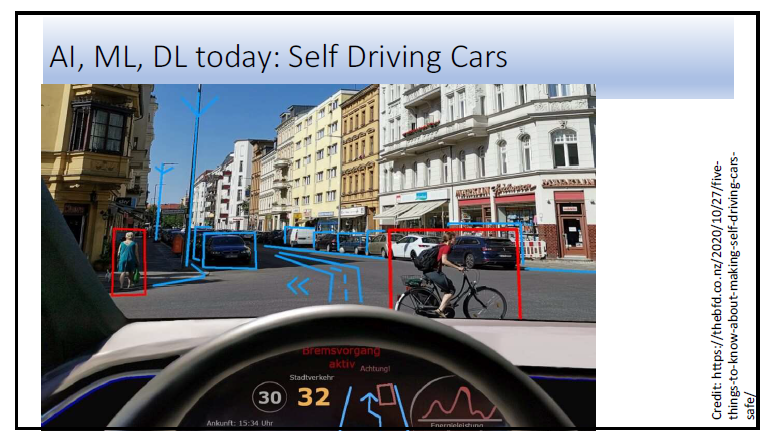 AI, ML, DL today: Self Driving Cars
Bremsvorgang
aktiv
Achtung!
Stadtverkehr
30
32
Ankunft: 15:34 Uhr
Energieleistung
Credit: https://thebfd.co.nz/2020/10/27/five-
things-to-know-about-making-self-driving-cars-
safe/